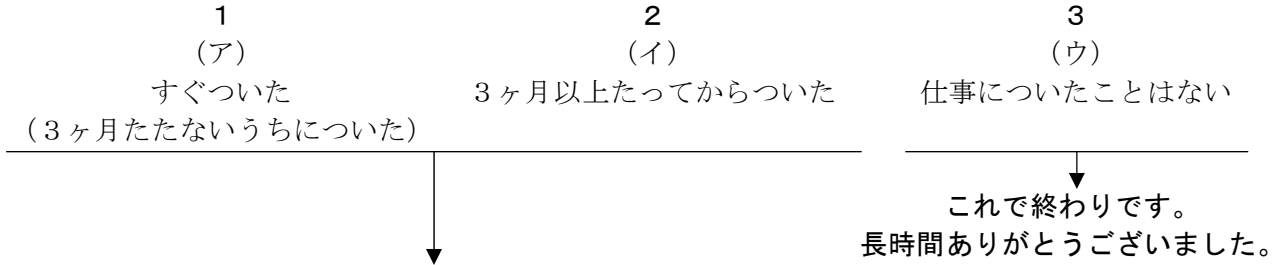 1 2 3
（ア） （イ） （ウ）
すぐついた ３ヶ月以上たってからついた 仕事についたことはない
（３ヶ月たたないうちについた）
これで終わりです。
長時間ありがとうございました。